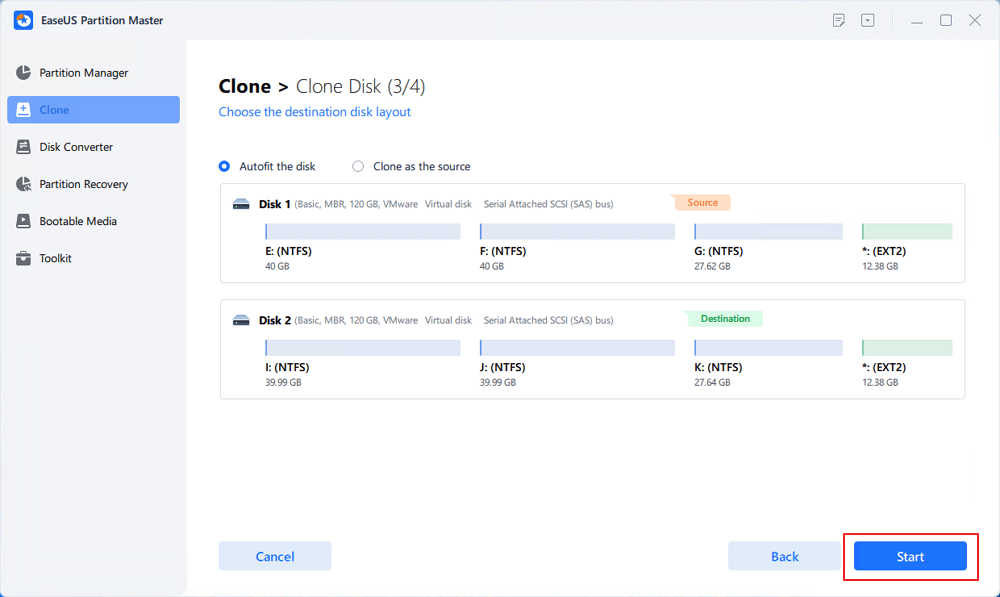 EaseUS Partition Master
Partition Manager
Clone
Disk Converter
Partition Recovery
Bootable Media
Toolkit
Clone > Clone Disk (3/4)
Choose the destination disk layout
Autofit the disk Clone as the source
Disk 1 (Basic, MBR, 120 GB, VMware Virtual disk Serial Attached SCSI (SAS) bus) Source
E: (NTFS) F: (NTFS) G: (NTFS) *: (EXT2)
40 GB 40 GB 27.62 GB 12.38 GB
Disk 2 (Basic, MBR, 120 GB, VMware Virtual disk Serial Attached SCSI (SAS) bus) Destination
I: (NTFS) J: (NTFS) K: (NTFS) *: (EXT2)
39.99 GB 39.99 GB 27.64 GB 12.38 GB
Cancel Back Start